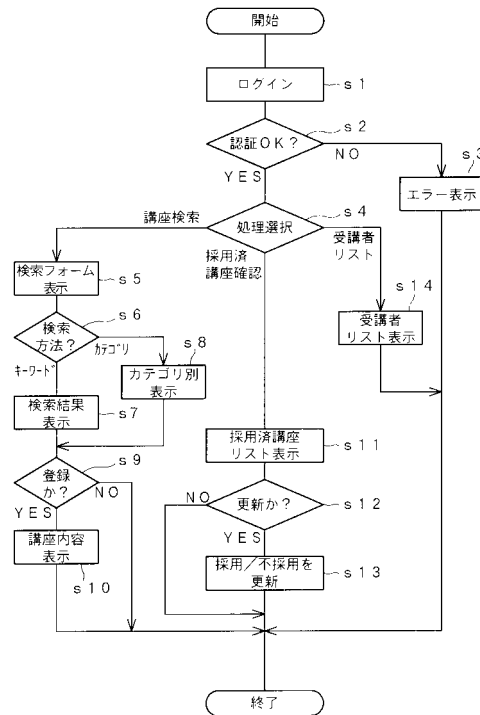 開始
ログイン
s1
認証OK?
s2
NO
YES
s3
エラー表示
処理選択
s4
講座検索
採用済
講座確認
受講者
リスト
検索フォーム
表示
s5
s14
受講者
リスト表示
検索
方法?
s6
キーワード
カテゴリ
s8
カテゴリ別
表示
検索結果
表示
s7
採用済講座
リスト表示
s11
登録
か?
s9
NO
YES
更新か?
s12
NO
YES
講座内容
表示
s10
採用/不採用を
更新
s13
終了